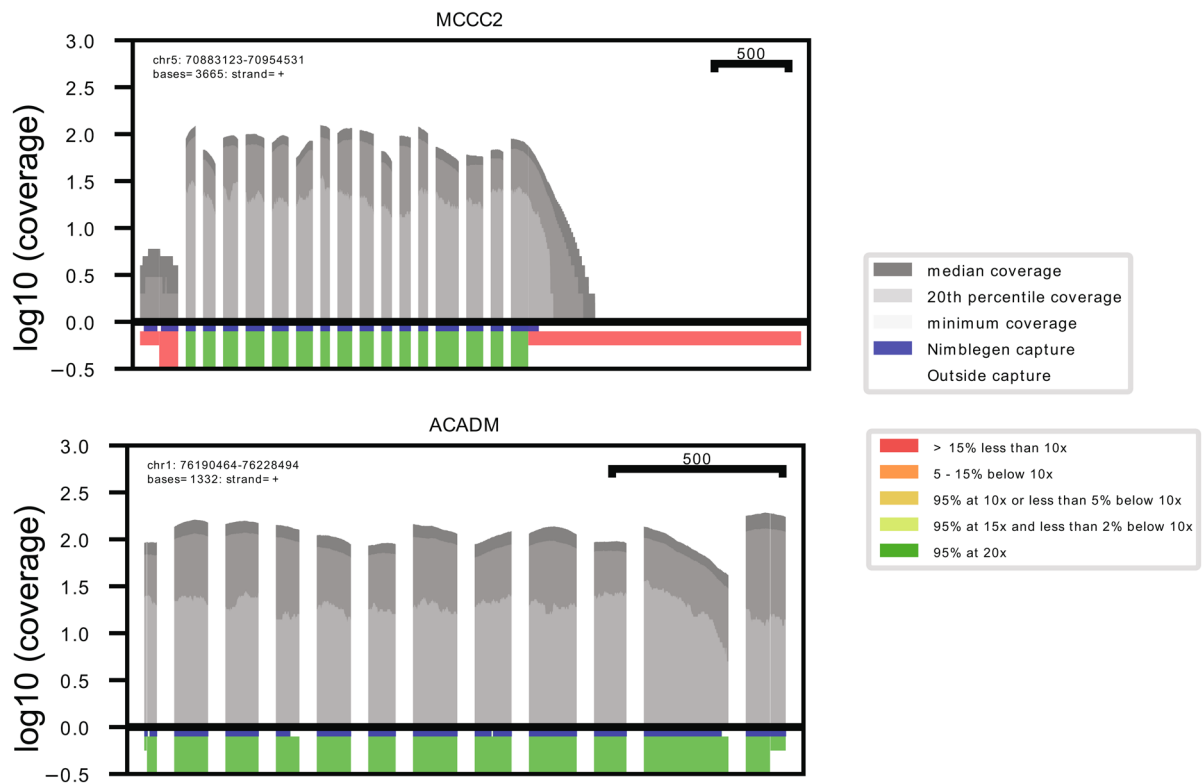 MCCC2
3.0
chr5: 70883123-70954531
bases= 3665: strand= +
500
2.5
2.0
1.5
1.0
0.5
0.0
−0.5
log10 (coverage)
median coverage
20th percentile coverage
minimum coverage
Nimblegen capture
Outside capture
ACADM
3.0
chr1: 76190464-76228494
bases= 1332: strand= +
500
2.5
2.0
1.5
1.0
0.5
0.0
−0.5
log10 (coverage)
> 15% less than 10x
5 - 15% below 10x
95% at 10x or less than 5% below 10x
95% at 15x and less than 2% below 10x
95% at 20x